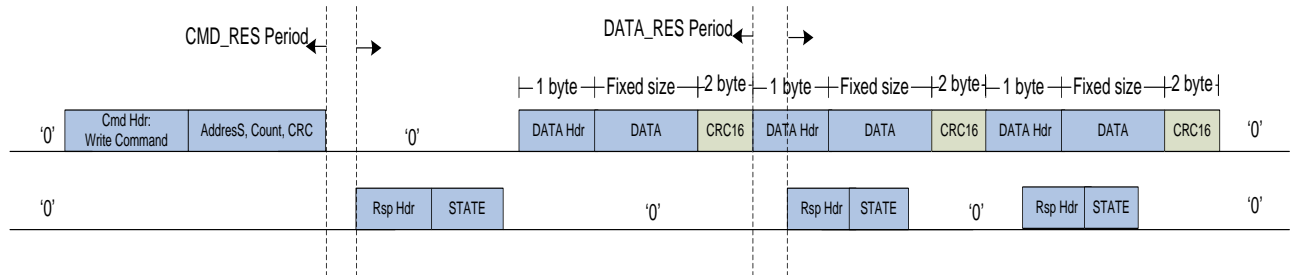 CMD_RES Period
DATA_RES Period
1 byte Fixed size 2 byte 1 byte Fixed size 2 byte 1 byte Fixed size 2 byte
'0' Cmd Hdr: Write Command AddresS, Count, CRC '0' DATA Hdr DATA CRC16 DATA Hdr DATA CRC16 DATA Hdr DATA CRC16 '0'
'0' Rsp Hdr STATE '0' Rsp Hdr STATE '0' Rsp Hdr STATE '0'